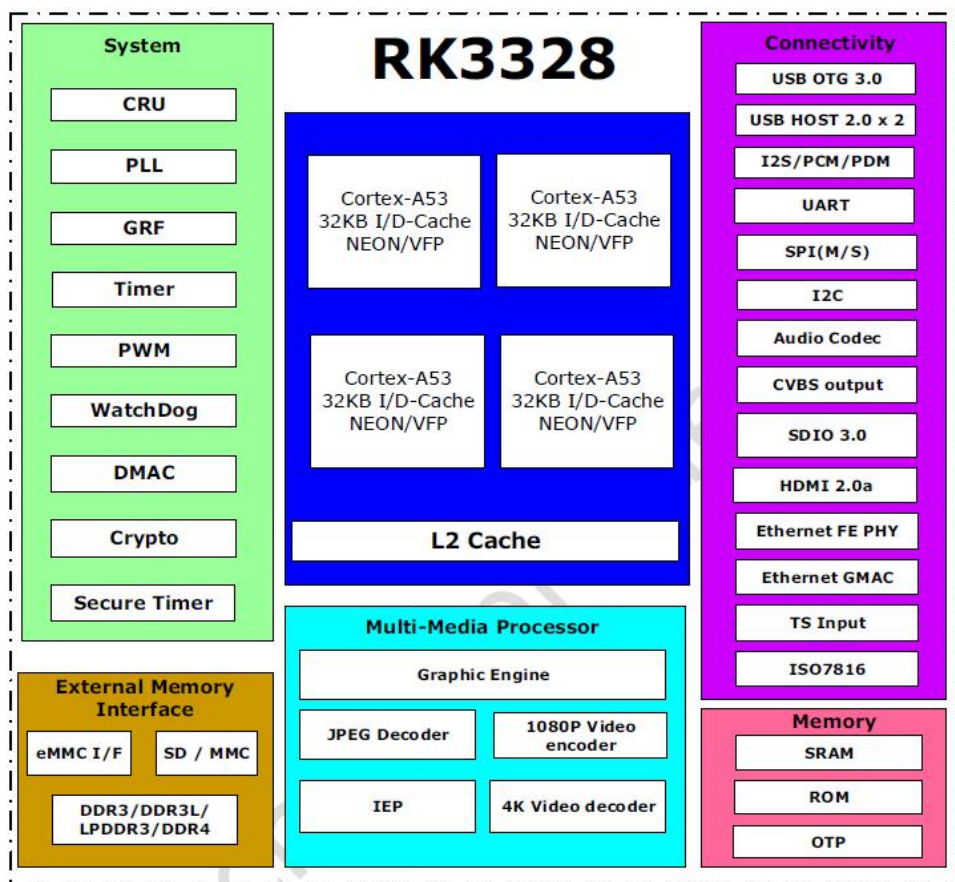 RK3328
System
CRU
PLL
GRF
Timer
PWM
WatchDog
DMAC
Crypto
Secure Timer
External Memory
Interface
eMMC I/F
SD / MMC
DDR3/DDR3L/
LPDDR3/DDR4
Cortex-A53
32KB I/D-Cache
NEON/VFP
Cortex-A53
32KB I/D-Cache
NEON/VFP
Cortex-A53
32KB I/D-Cache
NEON/VFP
Cortex-A53
32KB I/D-Cache
NEON/VFP
L2 Cache
Multi-Media Processor
Graphic Engine
JPEG Decoder
1080P Video
encoder
IEP
4K Video decoder
Connectivity
USB OTG 3.0
USB HOST 2.0 x 2
I2S/PCM/PDM
UART
SPI(M/S)
I2C
Audio Codec
CVBS output
SDIO 3.0
HDMI 2.0a
Ethernet FE PHY
Ethernet GMAC
TS Input
ISO7816
Memory
SRAM
ROM
OTP